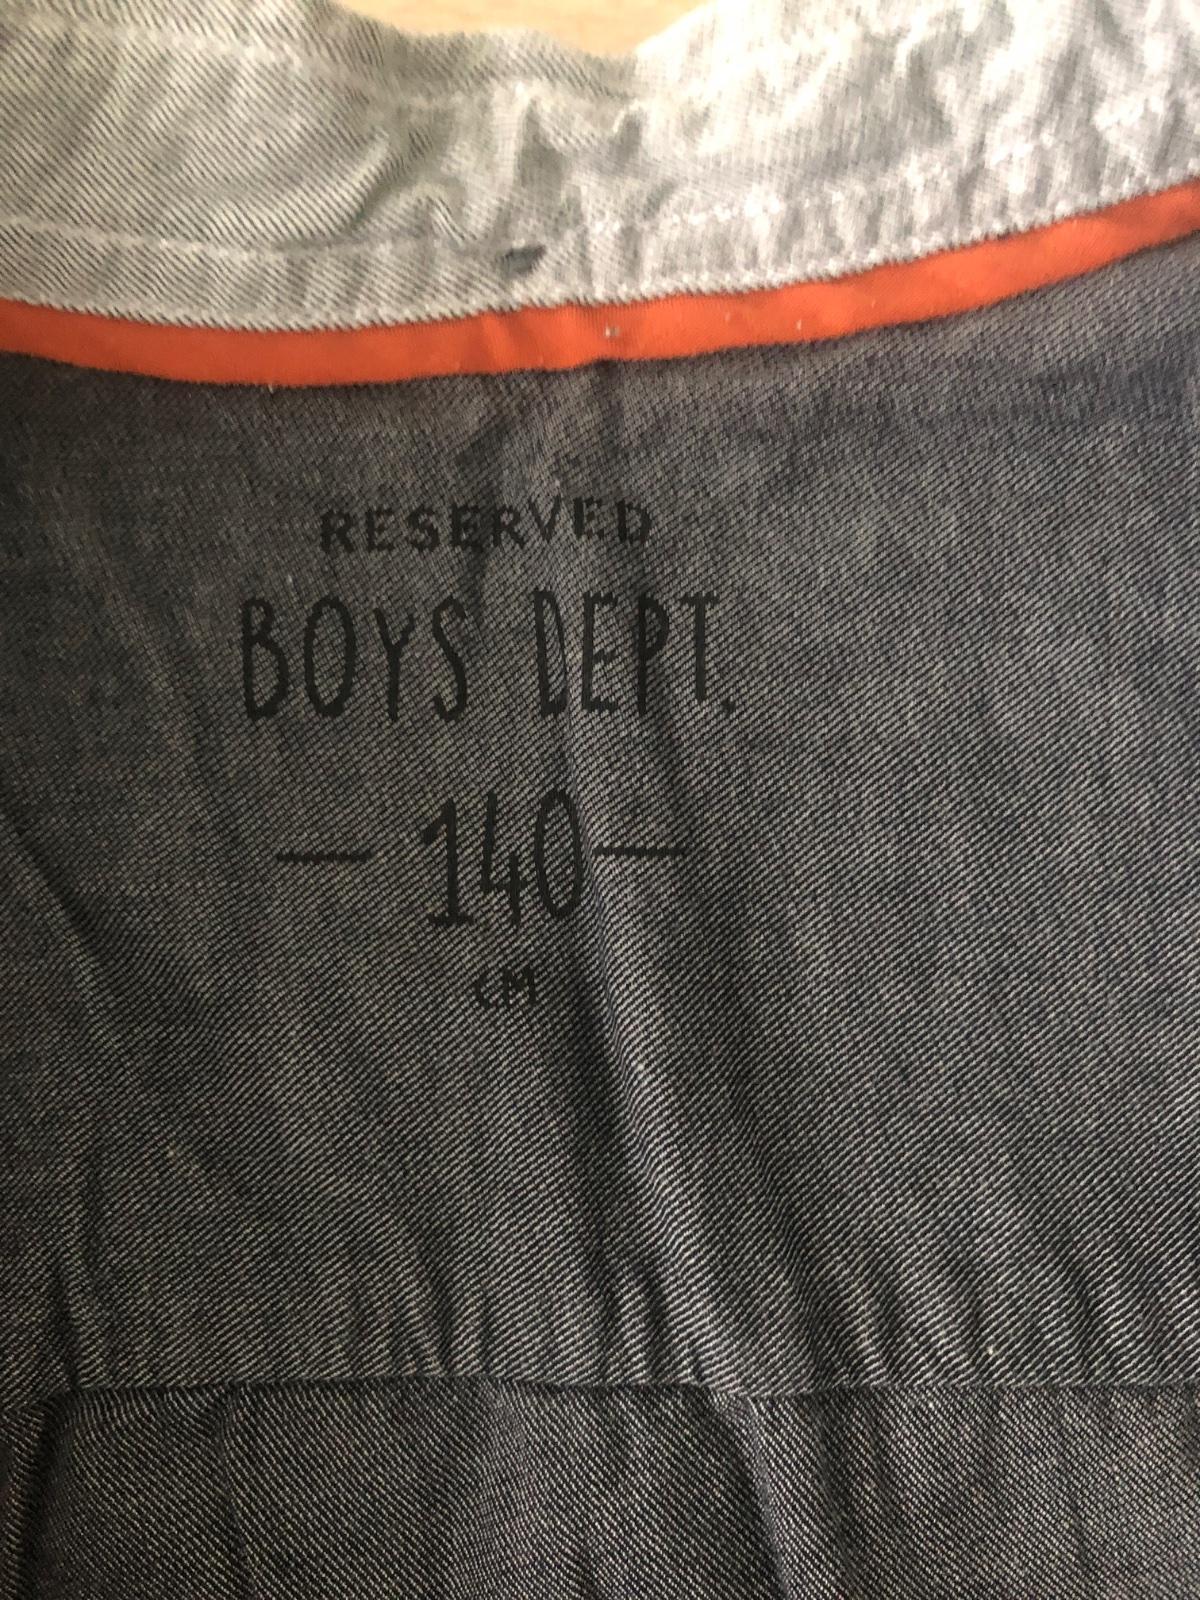 RESERVED
BOYS DEPT.
— 140 —
CM